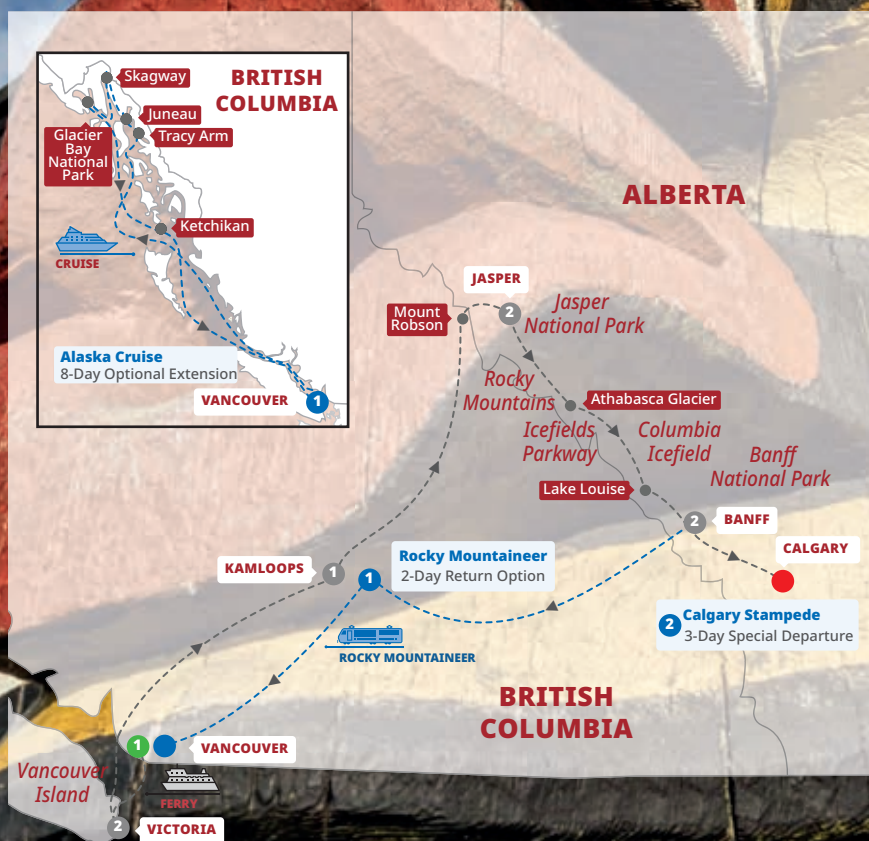 BRITISH
COLUMBIA
Skagway
Juneau
Tracy Arm
Glacier
Bay
National
Park
Ketchikan
CRUISE
Alaska Cruise
8-Day Optional Extension
VANCOUVER
1
ALBERTA
JASPER
2
Mount
Robson
Jasper
National Park
Rocky
Mountains
Athabasca Glacier
Icefields
Parkway
Columbia
Icefield
Banff
National Park
Lake Louise
2
BANFF
CALGARY
KAMLOOPS
1
1
Rocky Mountaineer
2-Day Return Option
2
Calgary Stampede
3-Day Special Departure
ROCKY MOUNTAINEER
BRITISH
COLUMBIA
1
VANCOUVER
Vancouver
Island
FERRY
2
VICTORIA